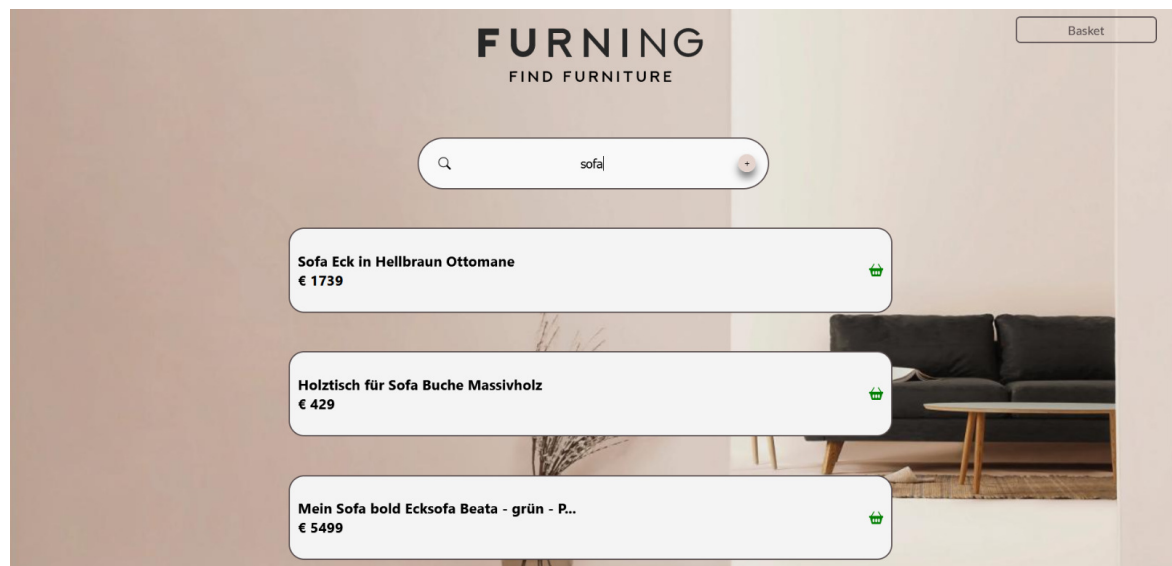 FURNING
FIND FURNITURE
Basket
sofa
+
Sofa Eck in Hellbraun Ottomane
€ 1739
Holztisch für Sofa Buche Massivholz
€ 429
Mein Sofa bold Ecksofa Beata - grün - P...
€ 5499